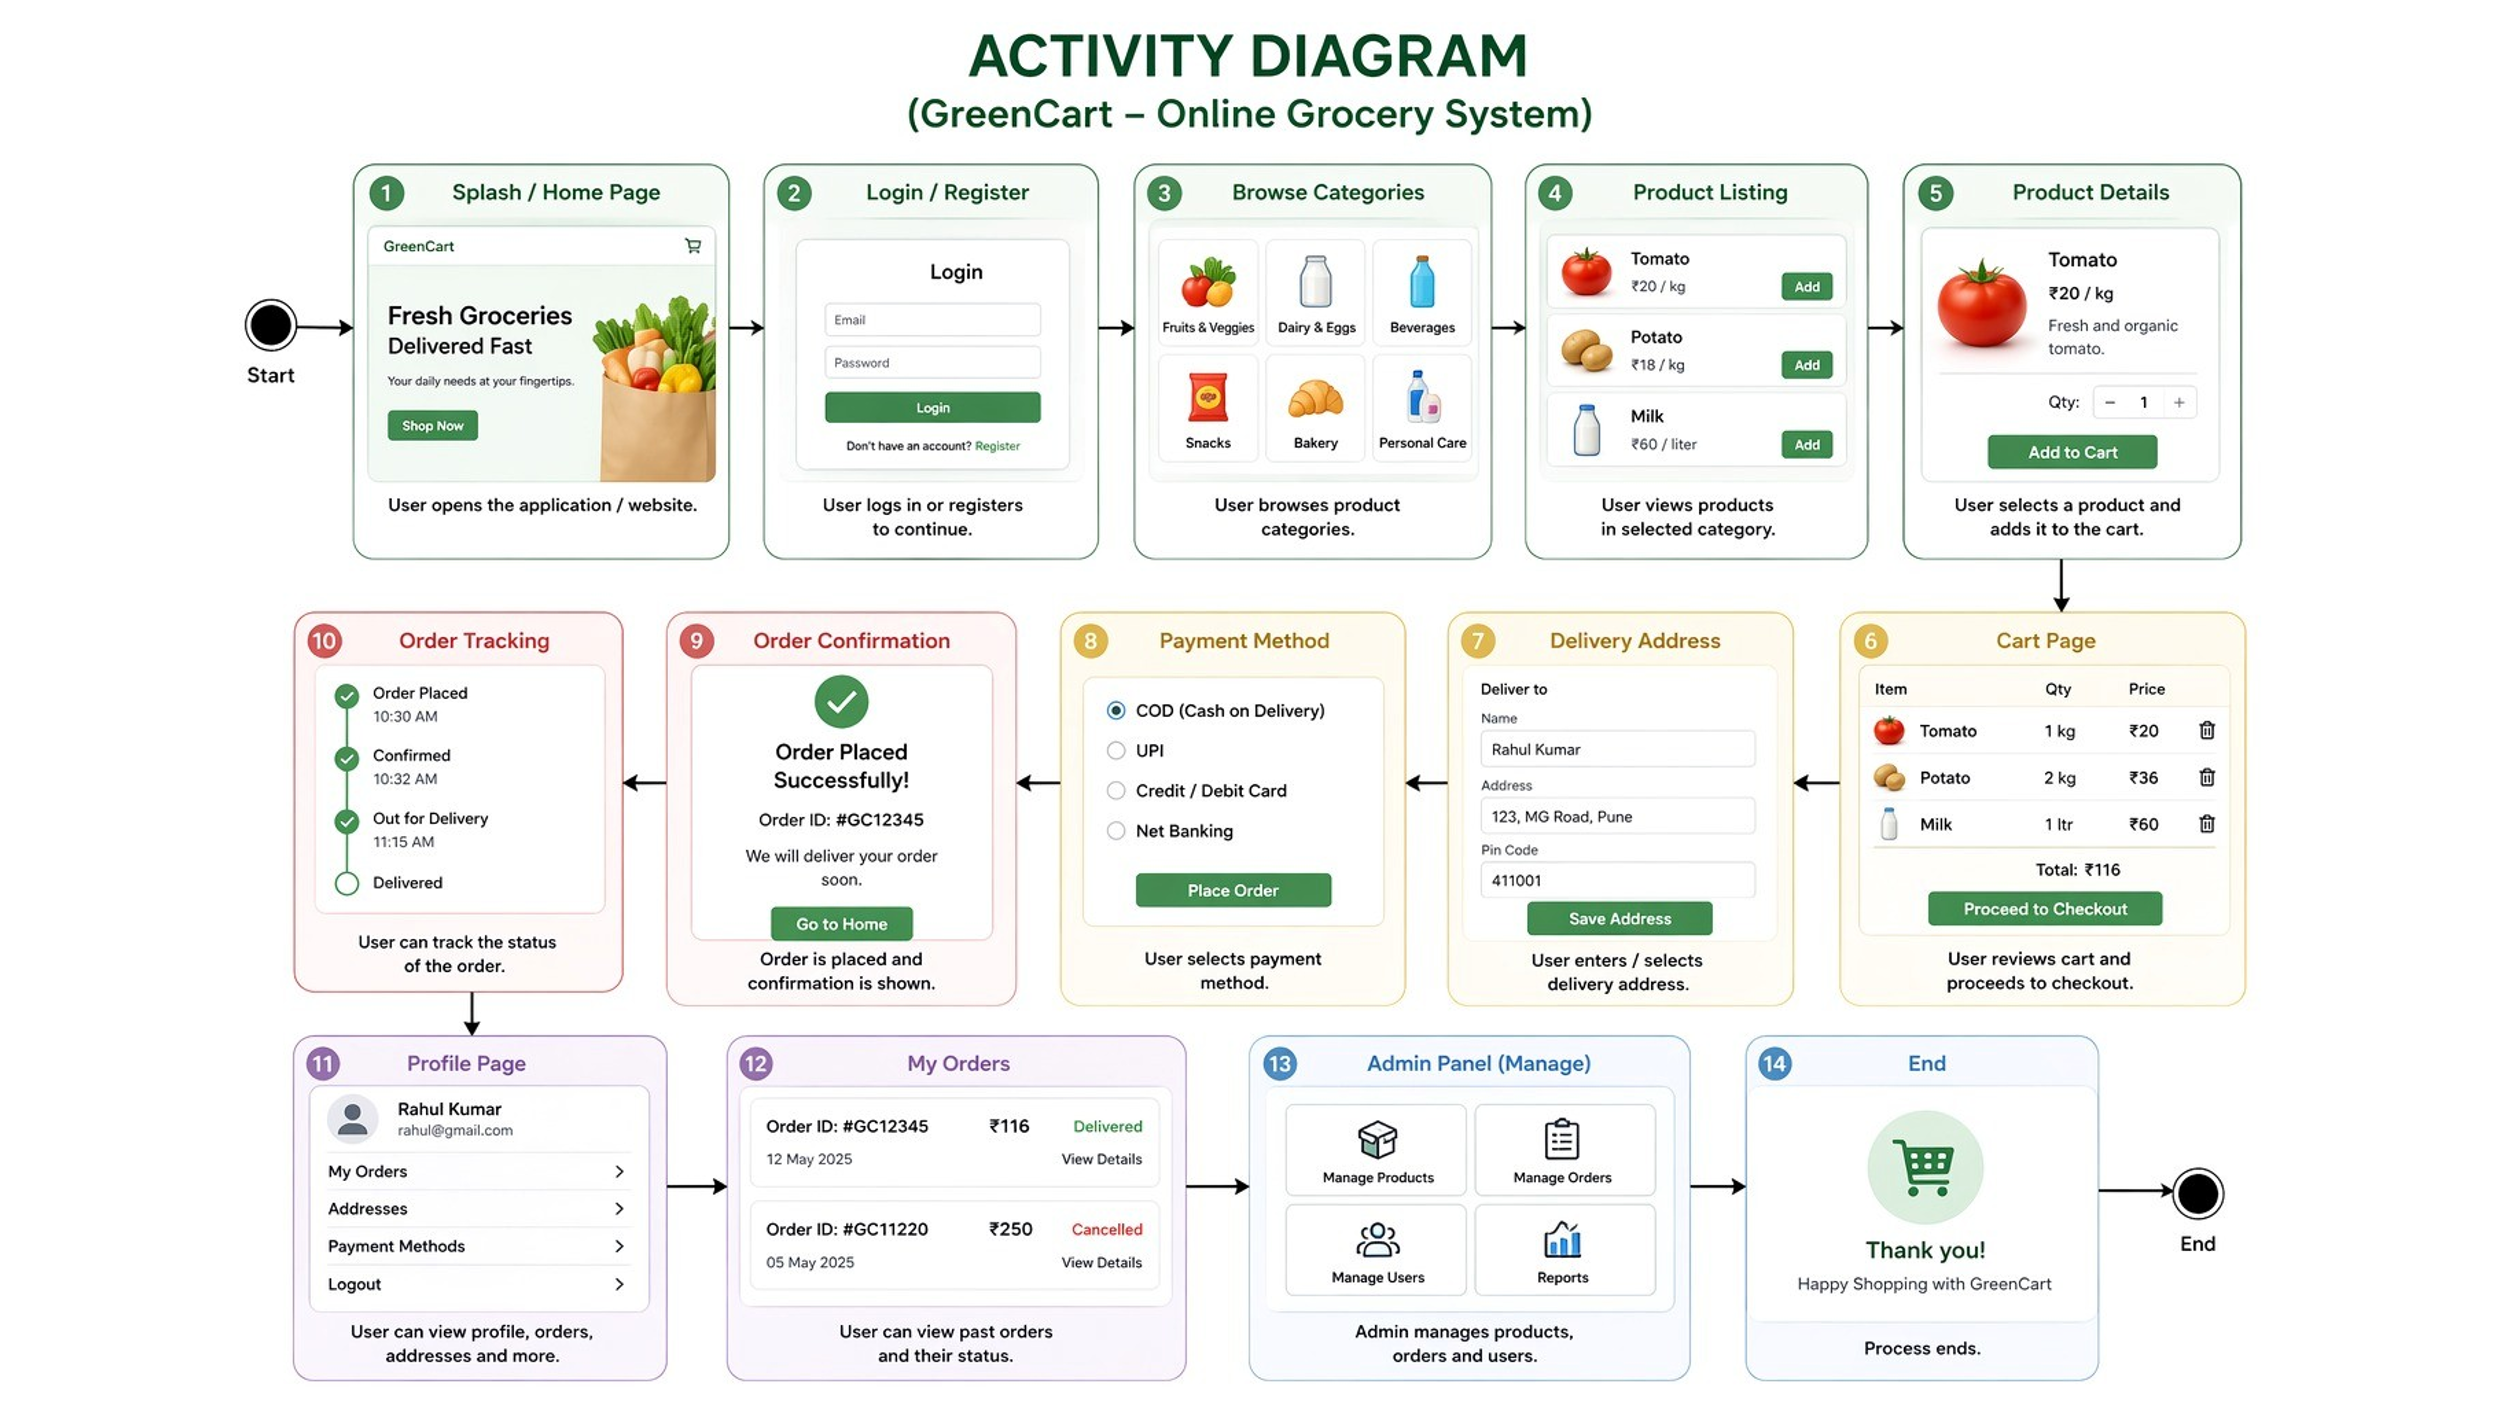 ACTIVITY DIAGRAM
(GreenCart – Online Grocery System)
Start
1
Splash / Home Page
GreenCart
Fresh Groceries
Delivered Fast
Your daily needs at your fingertips.
Shop Now
User opens the application / website.
2
Login / Register
Login
Email
Password
Login
Don't have an account? Register
User logs in or registers
to continue.
3
Browse Categories
Fruits & Veggies
Dairy & Eggs
Beverages
Snacks
Bakery
Personal Care
User browses product
categories.
4
Product Listing
Tomato
₹20 / kg
Add
Potato
₹18 / kg
Add
Milk
₹60 / liter
Add
User views products
in selected category.
5
Product Details
Tomato
₹20 / kg
Fresh and organic
tomato.
Qty: − 1 +
Add to Cart
User selects a product and
adds it to the cart.
6
Cart Page
Item Qty Price
Tomato 1 kg ₹20
Potato 2 kg ₹36
Milk 1 ltr ₹60
Total: ₹116
Proceed to Checkout
User reviews cart and
proceeds to checkout.
7
Delivery Address
Deliver to
Name
Rahul Kumar
Address
123, MG Road, Pune
Pin Code
411001
Save Address
User enters / selects
delivery address.
8
Payment Method
COD (Cash on Delivery)
UPI
Credit / Debit Card
Net Banking
Place Order
User selects payment
method.
9
Order Confirmation
Order Placed
Successfully!
Order ID: #GC12345
We will deliver your order
soon.
Go to Home
Order is placed and
confirmation is shown.
10
Order Tracking
Order Placed
10:30 AM
Confirmed
10:32 AM
Out for Delivery
11:15 AM
Delivered
User can track the status
of the order.
11
Profile Page
Rahul Kumar
rahul@gmail.com
My Orders
Addresses
Payment Methods
Logout
User can view profile, orders,
addresses and more.
12
My Orders
Order ID: #GC12345 ₹116 Delivered
12 May 2025 View Details
Order ID: #GC11220 ₹250 Cancelled
05 May 2025 View Details
User can view past orders
and their status.
13
Admin Panel (Manage)
Manage Products
Manage Orders
Manage Users
Reports
Admin manages products,
orders and users.
14
End
Thank you!
Happy Shopping with GreenCart
Process ends.
End